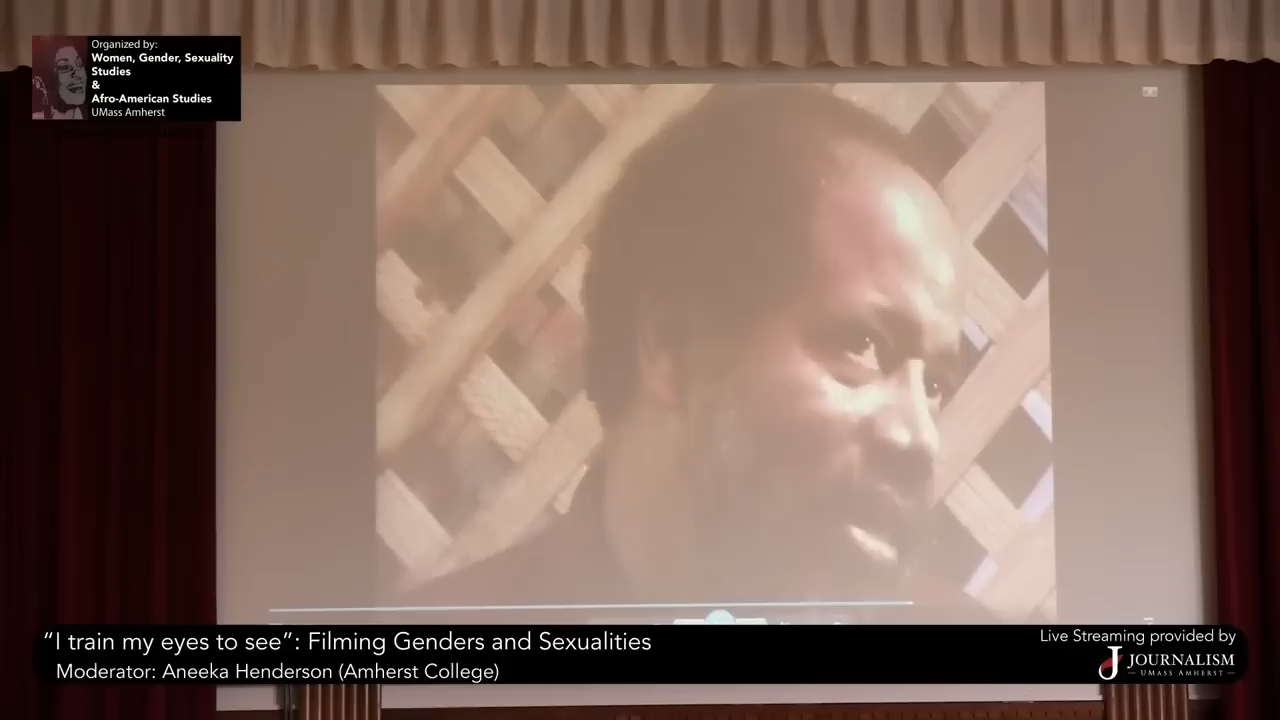 Organized by:
Women, Gender, Sexuality
Studies
&
Afro-American Studies
UMass Amherst
“I train my eyes to see“: Filming Genders and Sexualities
Moderator: Aneeka Henderson (Amherst College)
Live Streaming provided by
JOURNALISM
UMASS AMHERST